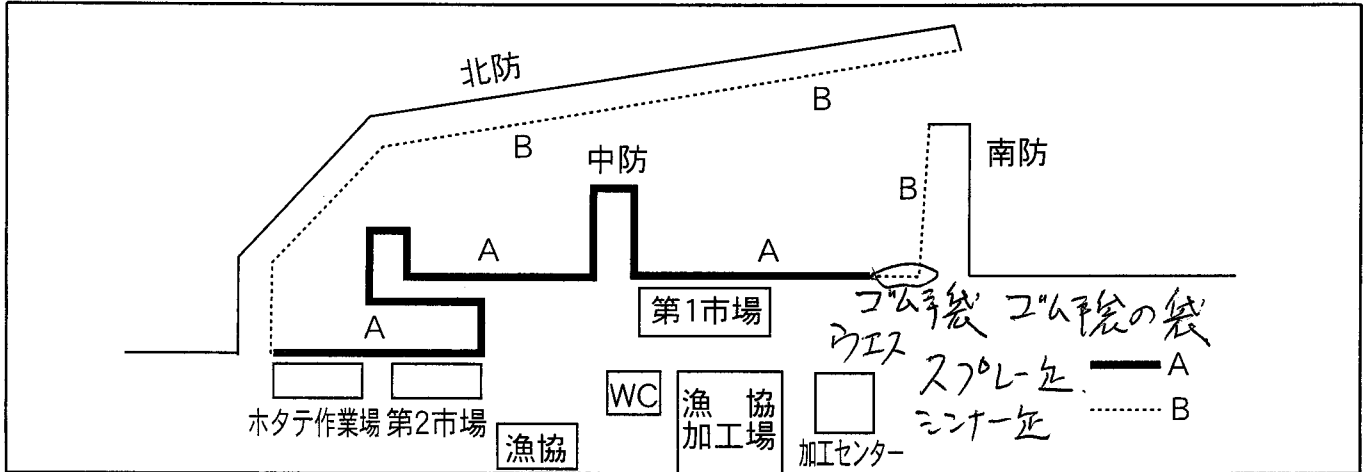 北防
B
B
中防
南防
B
A
A
第1市場
ゴム手袋 ゴム手袋の袋
ウエス
A
スプレー缶
A
B
シンナー缶
ホタテ作業場 第2市場
WC
漁協
加工場
加工センター
漁協